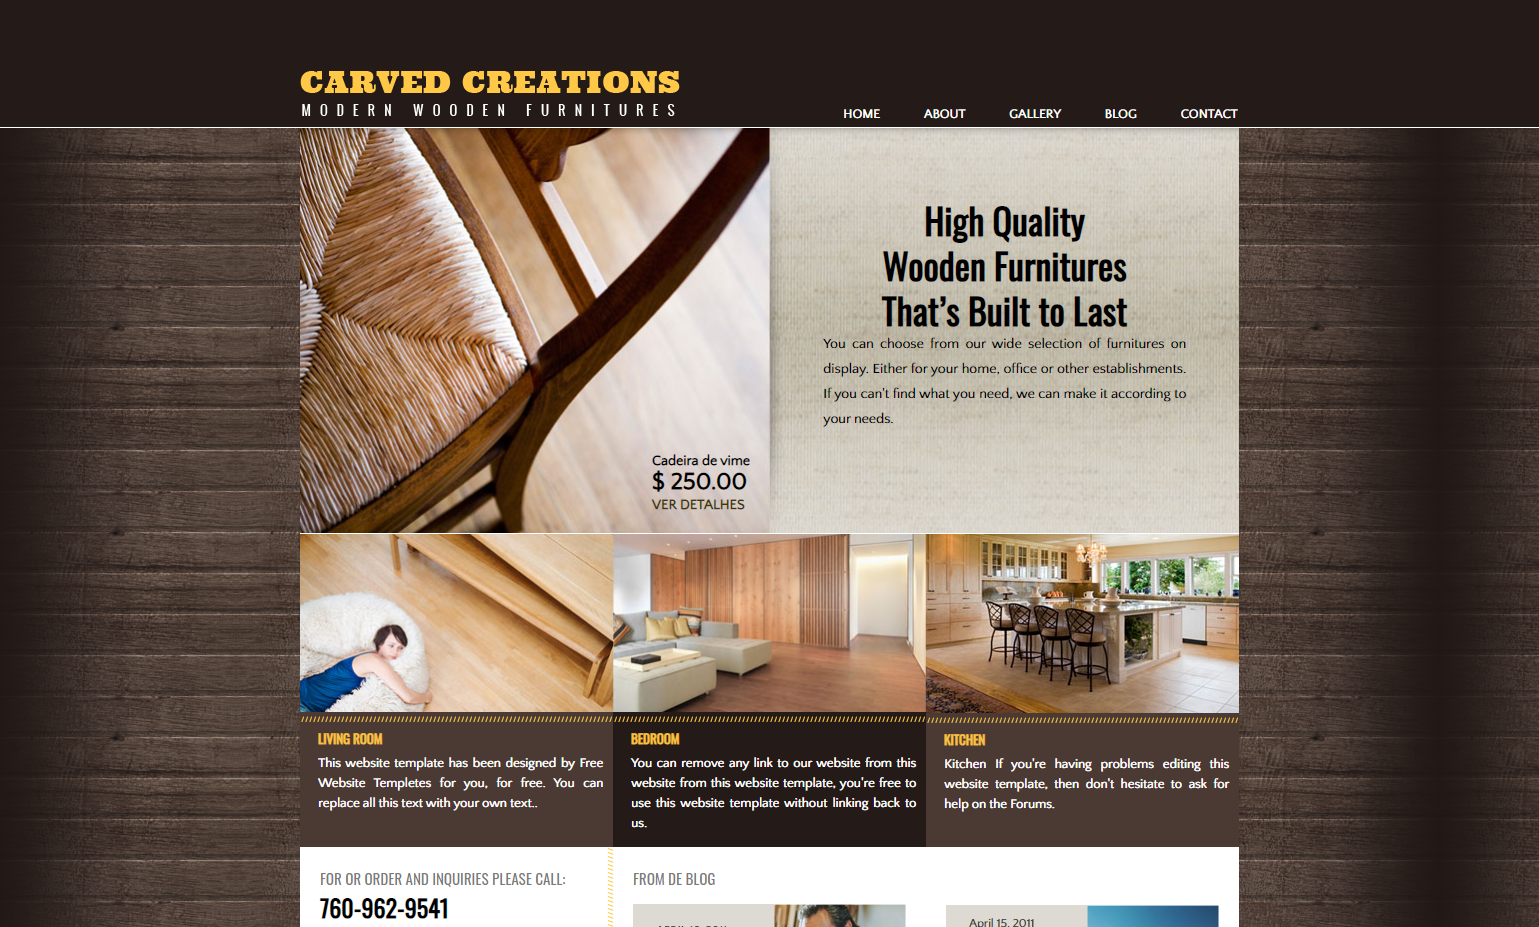 CARVED CREATIONS
MODERN WOODEN FURNITURES
HOME ABOUT GALLERY BLOG CONTACT
High Quality
Wooden Furnitures
That's Built to Last
You can choose from our wide selection of furnitures on
display. Either for your home, office or other establishments.
If you can't find what you need, we can make it according to
your needs.
Cadeira de vime
$ 250.00
VER DETALHES
LIVING ROOM
This website template has been designed by Free
Website Templetes for you, for free. You can
replace all this text with your own text..
BEDROOM
You can remove any link to our website from this
website from this website template, you're free to
use this website template without linking back to
us.
KITCHEN
Kitchen If you're having problems editing this
website template, then don't hesitate to ask for
help on the Forums.
FOR OR ORDER AND INQUIRIES PLEASE CALL:
760-962-9541
FROM DE BLOG
April 15, 2011